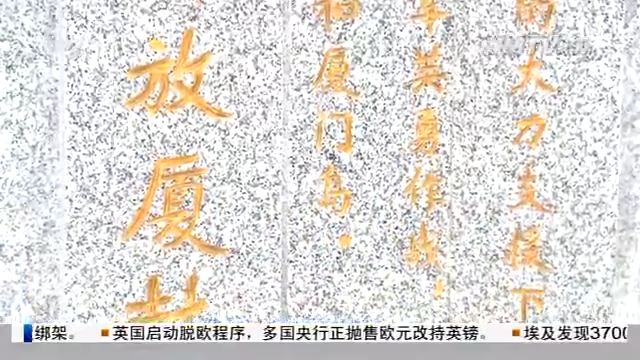 大力支援下
英勇作战，
厦门岛。
放厦
绑架。 ■英国启动脱欧程序，多国央行正抛售欧元改持英镑。 ■埃及发现3700